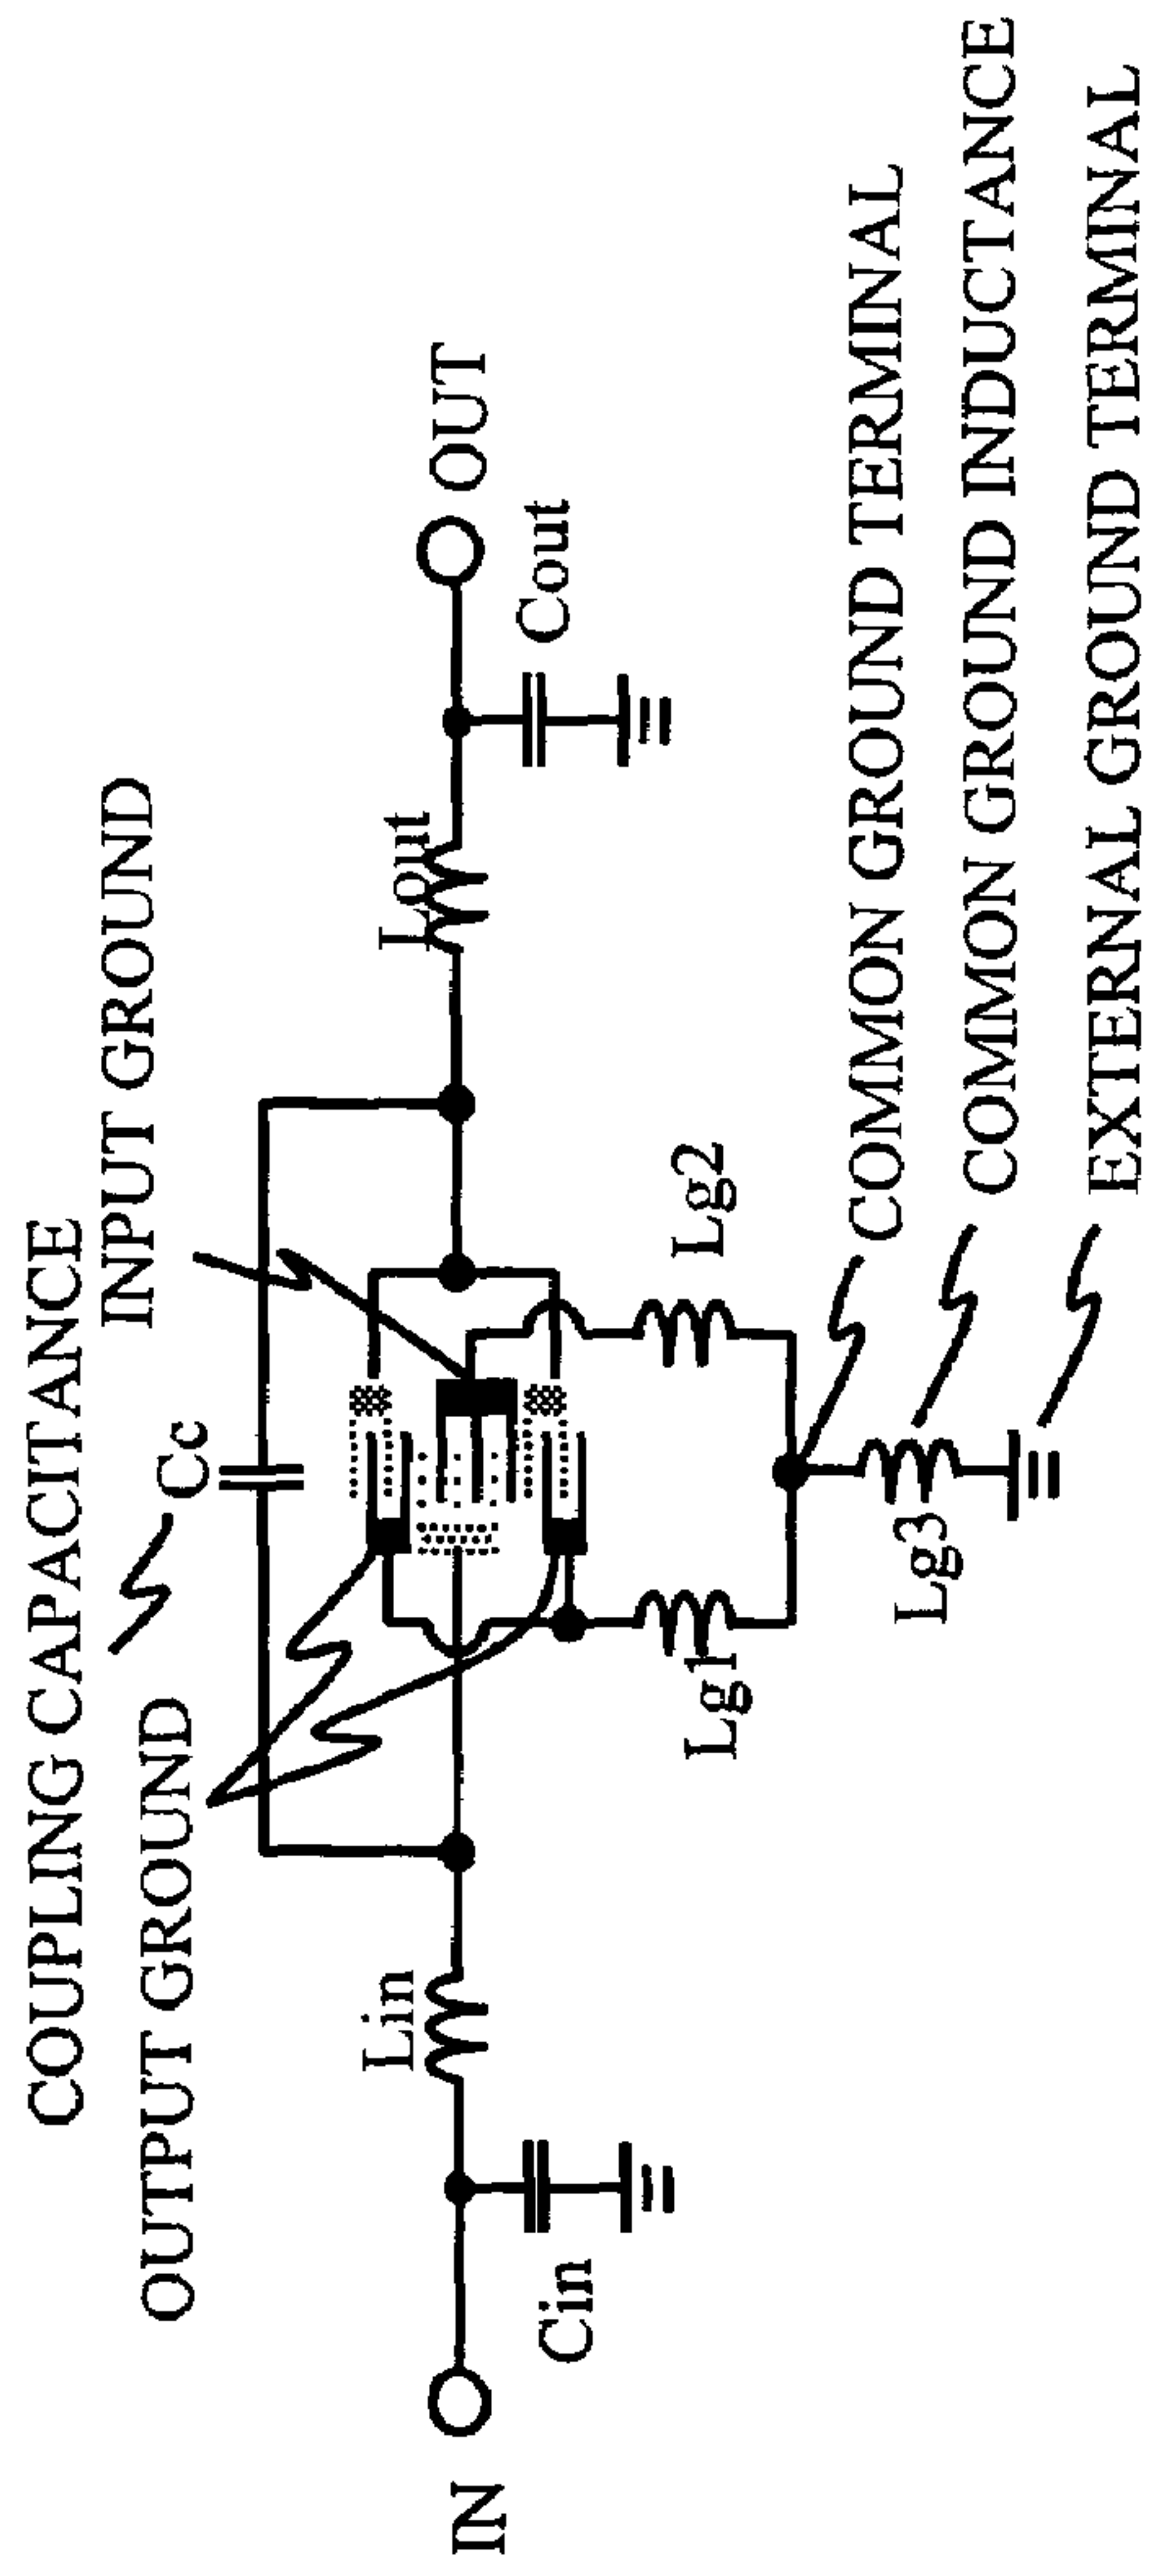 COUPLING CAPACITANCE
OUTPUT GROUND
INPUT GROUND
Cc
Lin
Lout
IN
OUT
Cin
Cout
Lg1
Lg2
Lg3
COMMON GROUND TERMINAL
COMMON GROUND INDUCTANCE
EXTERNAL GROUND TERMINAL